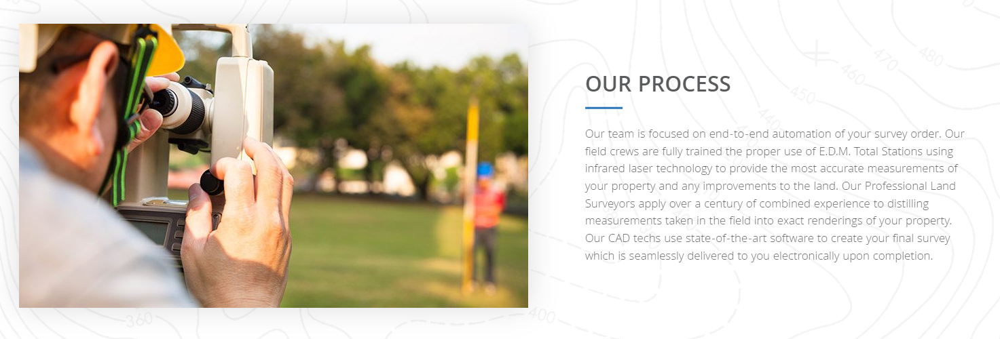 OUR PROCESS
Our team is focused on end-to-end automation of your survey order. Our
field crews are fully trained the proper use of E.D.M. Total Stations using
infrared laser technology to provide the most accurate measurements of
your property and any improvements to the land. Our Professional Land
Surveyors apply over a century of combined experience to distilling
measurements taken in the field into exact renderings of your property.
Our CAD techs use state-of-the-art software to create your final survey
which is seamlessly delivered to you electronically upon completion.
480
470
460
450
440
360
400